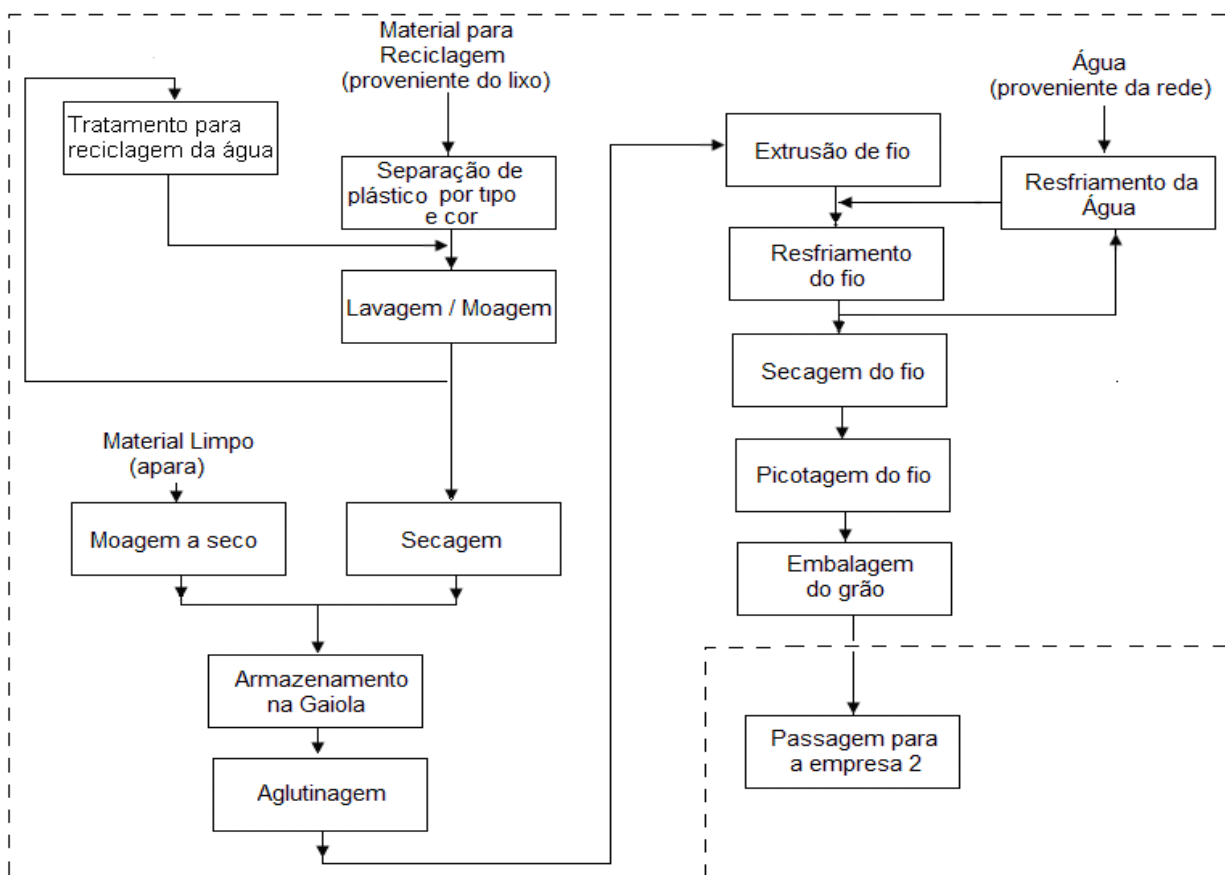 Material para
Reciclagem
(proveniente do lixo)
Tratamento para
reciclagem da água
Separação de
plástico por tipo
e cor
Lavagem / Moagem
Material Limpo
(apara)
Moagem a seco
Secagem
Armazenamento
na Gaiola
Aglutinagem
Água
(proveniente da rede)
Extrusão de fio
Resfriamento da
Água
Resfriamento
do fio
Secagem do fio
Picotagem do fio
Embalagem
do grão
Passagem para
a empresa 2